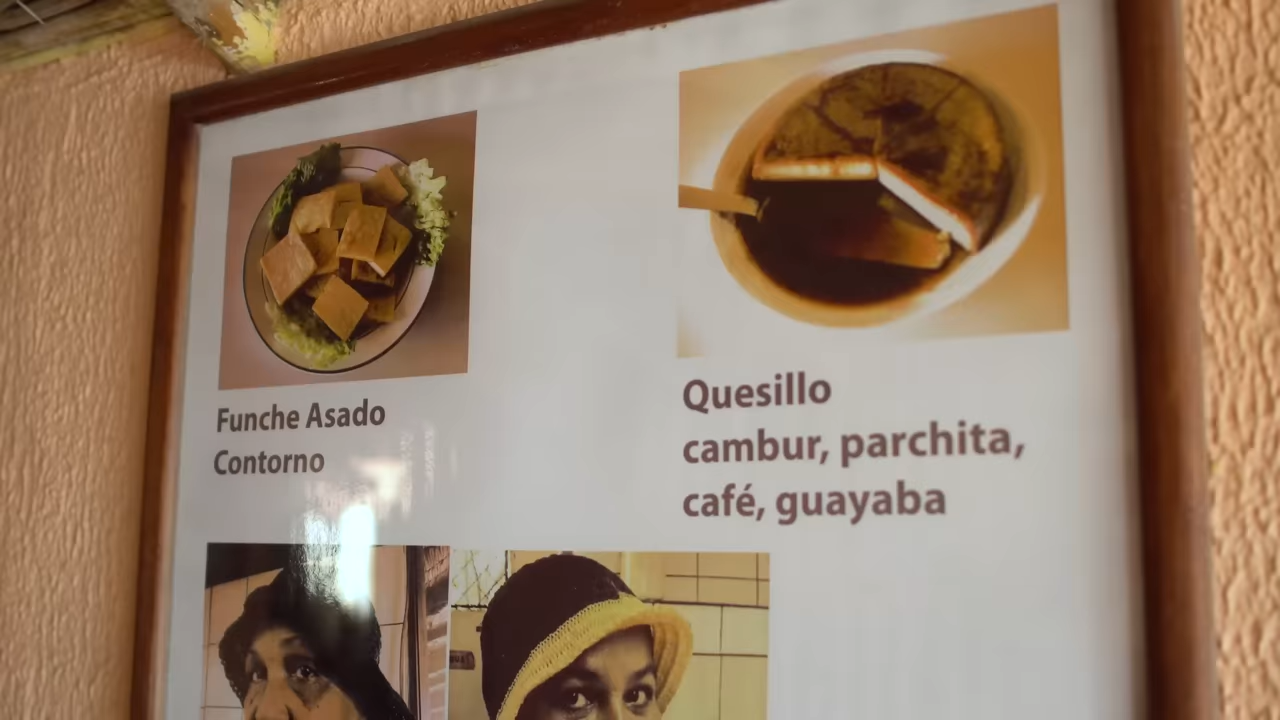 Funche Asado
Contorno
Quesillo
cambur, parchita,
café, guayaba